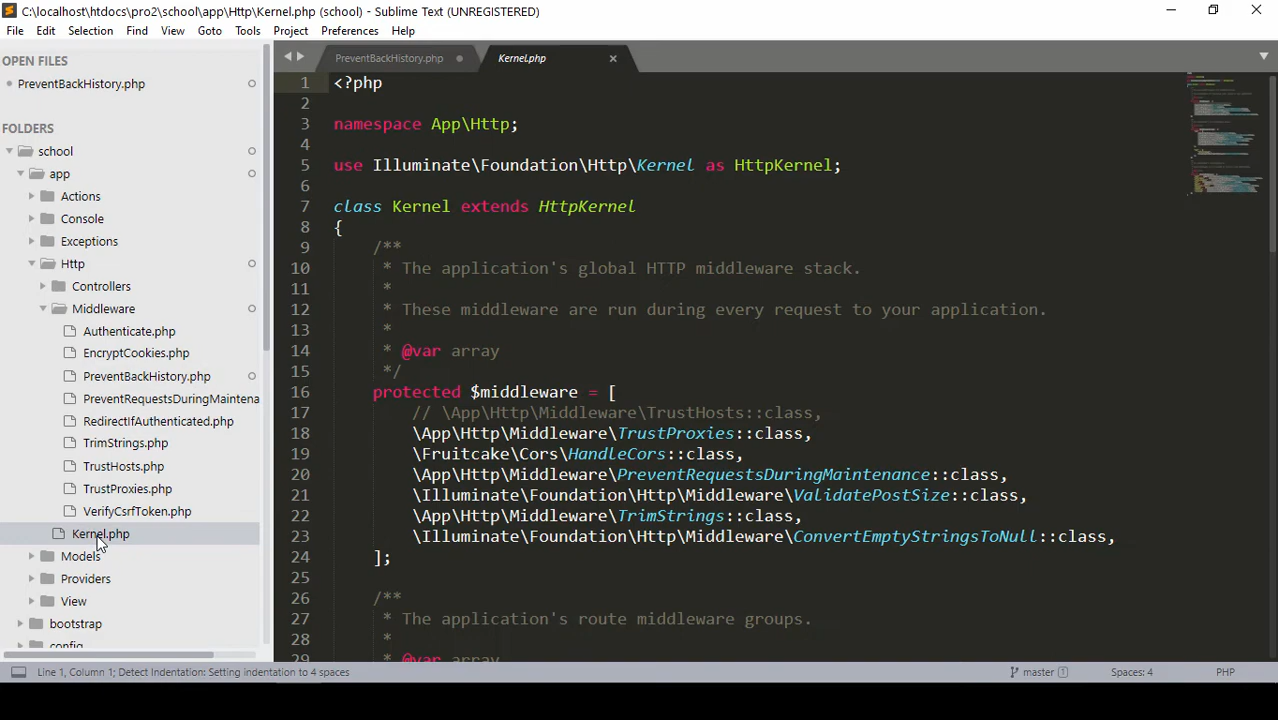 C:\localhost\htdocs\pro2\school\app\Http\Kernel.php (school) - Sublime Text (UNREGISTERED)
File Edit Selection Find View Goto Tools Project Preferences Help
OPEN FILES
PreventBackHistory.php
FOLDERS
school
app
Actions
Console
Exceptions
Http
Controllers
Middleware
Authenticate.php
EncryptCookies.php
PreventBackHistory.php
PreventRequestsDuringMaintena
RedirectIfAuthenticated.php
TrimStrings.php
TrustHosts.php
TrustProxies.php
VerifyCsrfToken.php
Kernel.php
Models
Providers
View
bootstrap
config
PreventBackHistory.php Kernel.php
1 <?php
2
3 namespace App\Http;
4
5 use Illuminate\Foundation\Http\Kernel as HttpKernel;
6
7 class Kernel extends HttpKernel
8 {
9 /**
10 * The application's global HTTP middleware stack.
11 *
12 * These middleware are run during every request to your application.
13 *
14 * @var array
15 */
16 protected $middleware = [
17 // \App\Http\Middleware\TrustHosts::class,
18 \App\Http\Middleware\TrustProxies::class,
19 \Fruitcake\Cors\HandleCors::class,
20 \App\Http\Middleware\PreventRequestsDuringMaintenance::class,
21 \Illuminate\Foundation\Http\Middleware\ValidatePostSize::class,
22 \App\Http\Middleware\TrimStrings::class,
23 \Illuminate\Foundation\Http\Middleware\ConvertEmptyStringsToNull::class,
24 ];
25
26 /**
27 * The application's route middleware groups.
28 *
29 * @var array
Line 1, Column 1; Detect Indentation: Setting indentation to 4 spaces master 1 Spaces: 4 PHP